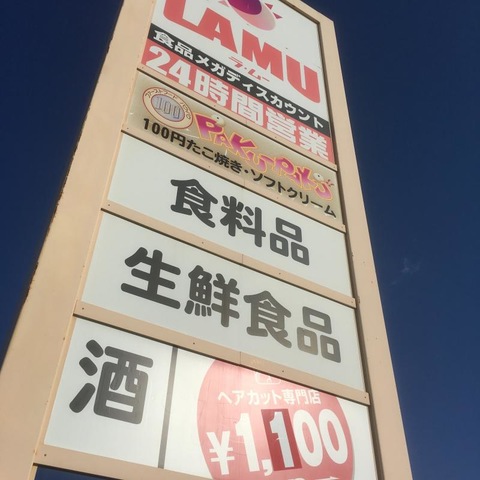 LAMU
ラ・ムー
食品メガディスカウント
24時間営業
100
PAKUPAKU
100円たこ焼き・ソフトクリーム
食料品
生鮮食品
酒
ヘアカット専門店
¥1,100